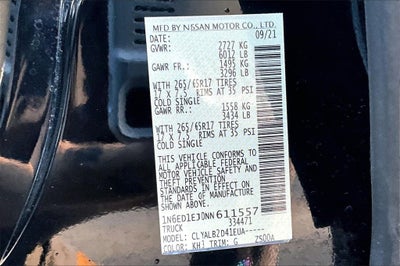 MFD BY NISSAN MOTOR CO., LTD.
DATE: 09/21
GVWR: 2727 KG
6012 LB
GAWR FR.: 1495 KG
3296 LB
WITH 265/65R17 TIRES
17 X 7.5 RIMS AT 35 PSI
COLD SINGLE
GAWR RR.: 1558 KG
3434 LB
WITH 265/65R17 TIRES
17 X 7.5 RIMS AT 35 PSI
COLD SINGLE
THIS VEHICLE CONFORMS TO
ALL APPLICABLE FEDERAL
MOTOR VEHICLE SAFETY AND
THEFT PREVENTION
STANDARDS IN EFFECT ON
THE DATE OF MANUFACTURE
SHOWN ABOVE.
1N6ED1EJ0NN611557
TRUCK 334471
MODEL: CLYALB2D41EUA-----
COLOR: KH3 TRIM: G